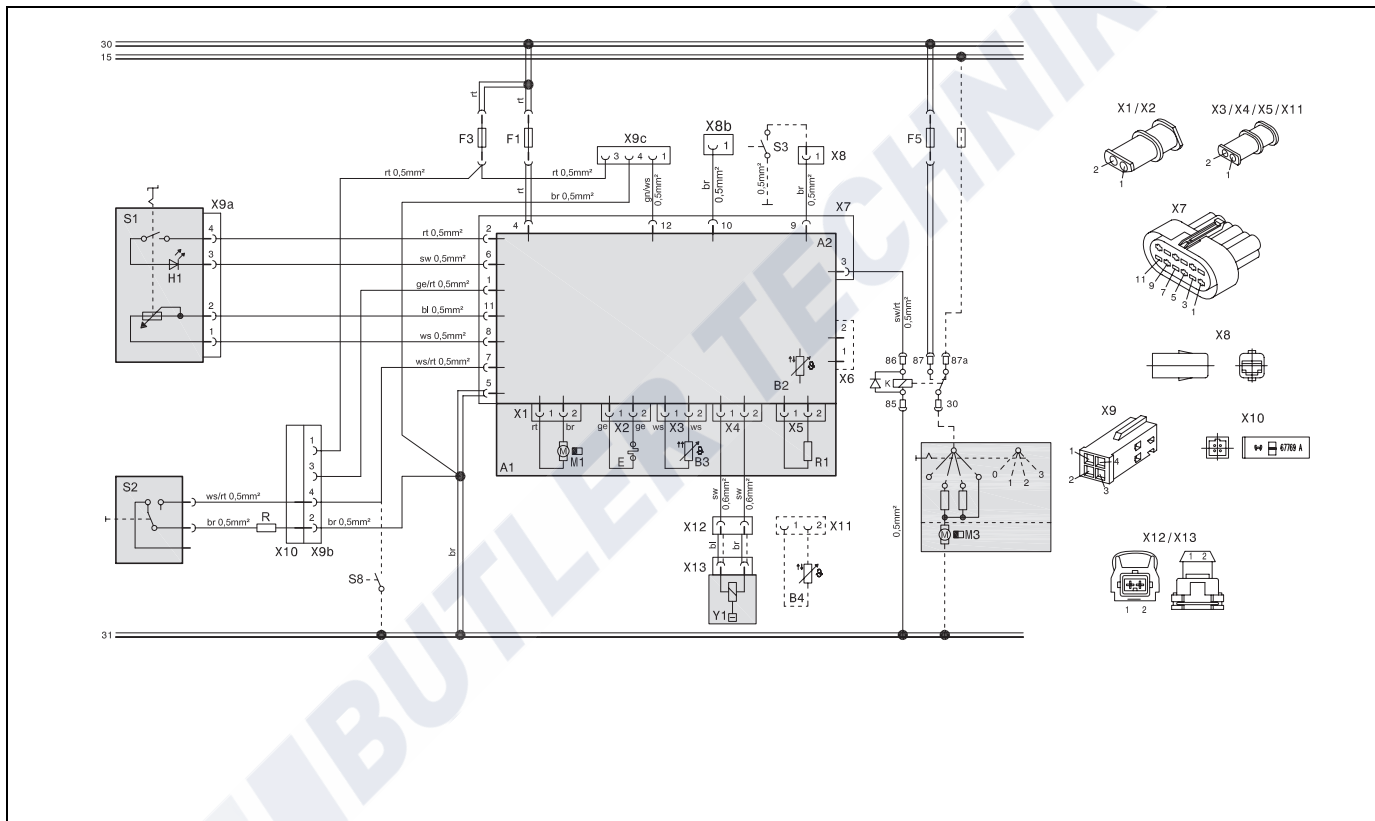 30
15
rt
rt
F3
F1
X9c
3 4 1
X8b
1
S3
X8
1
F5
rt 0,5mm²
rt 0,5mm²
br 0,5mm²
rt
gn/ws
0,5mm²
br
0,5mm²
0,5mm²
br
0,5mm²
X7
4
12
10
9
A2
3
X9a
S1
H1
4
3
2
1
rt 0,5mm²
sw 0,5mm²
ge/rt 0,5mm²
bl 0,5mm²
ws 0,5mm²
ws/rt 0,5mm²
2
6
1
11
8
7
5
sw/rt
0,5mm²
2
1
X6
B2
86
87
87a
K
85
30
X1
1 2
X2
1 2
X3
1 2
X4
1 2
X5
1 2
rt
br
ge
ge
ws
ws
M
M1
E
B3
R1
A1
1
3
4
2
X10
X9b
S2
ws/rt 0,5mm²
br 0,5mm²
R
br 0,5mm²
S8
br
sw
0,6mm²
sw
0,6mm²
X12
bl
br
X13
Y1
1 2
X11
B4
0,5mm²
0
1
2
3
M
M3
31
X1/X2
2
1
X3/X4/X5/X11
2
1
X7
11
9
7
5
3
1
X8
X9
1
2
4
3
X10
67769 A
X12/X13
1 2
1 2
BUTLER TECHNIK